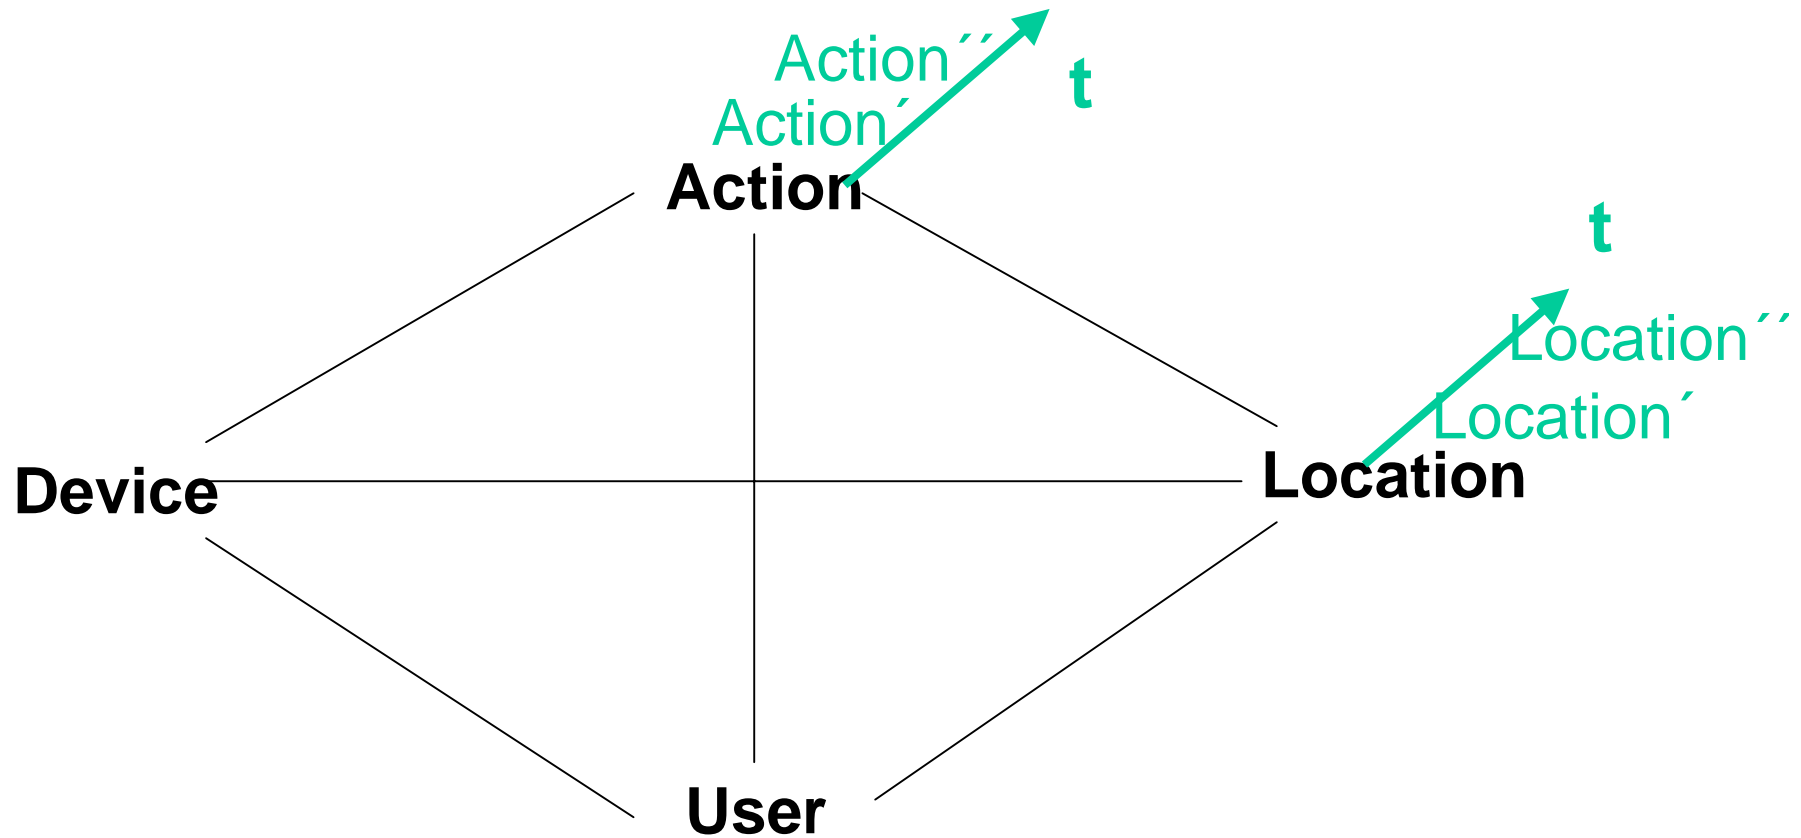 Action´´
t
Action´
Action
t
Location´´
Location´
Device
Location
User